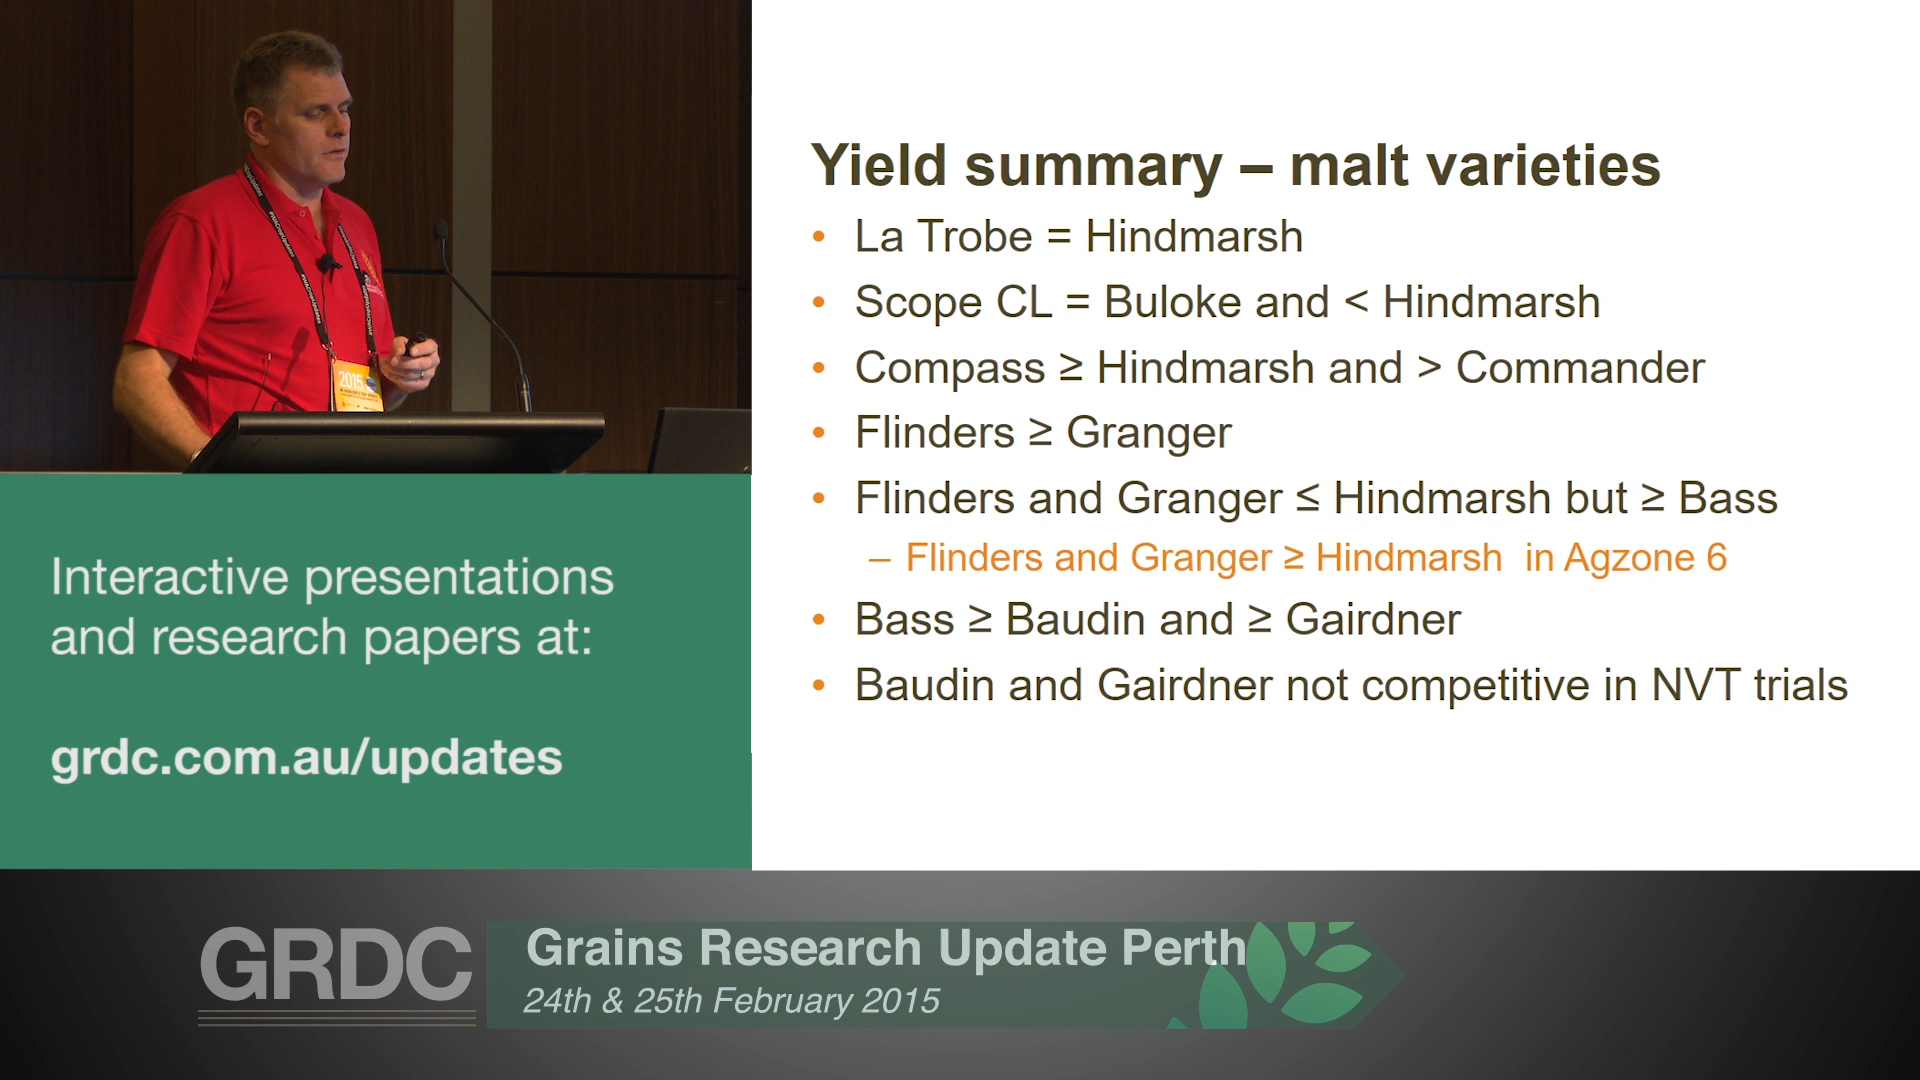 Yield summary – malt varieties
• La Trobe = Hindmarsh
• Scope CL = Buloke and < Hindmarsh
• Compass ≥ Hindmarsh and > Commander
• Flinders ≥ Granger
• Flinders and Granger ≤ Hindmarsh but ≥ Bass
– Flinders and Granger ≥ Hindmarsh in Agzone 6
• Bass ≥ Baudin and ≥ Gairdner
• Baudin and Gairdner not competitive in NVT trials
2015
Interactive presentations
and research papers at:
grdc.com.au/updates
GRDC
Grains Research Update Perth
24th & 25th February 2015